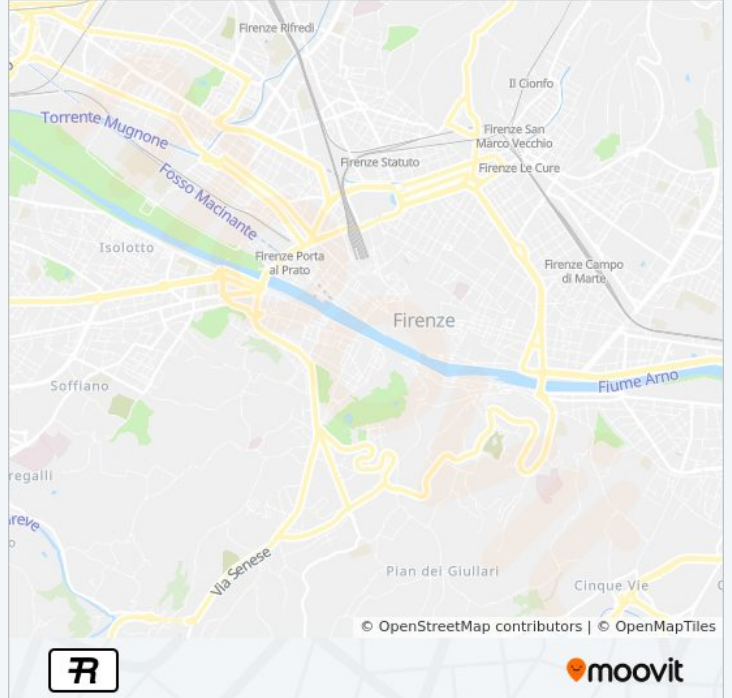 Firenze Rifredi
Il Cionfo
Torrente Mugnone
Firenze San
Marco Vecchio
Firenze Statuto
Firenze Le Cure
Fosso Macinante
Isolotto
Firenze Porta
al Prato
Firenze Campo
di Marte
Firenze
Fiume Arno
Soffiano
regalli
reve
Via Senese
Pian dei Giullari
Cinque Vie
© OpenStreetMap contributors | © OpenMapTiles
R
moovit